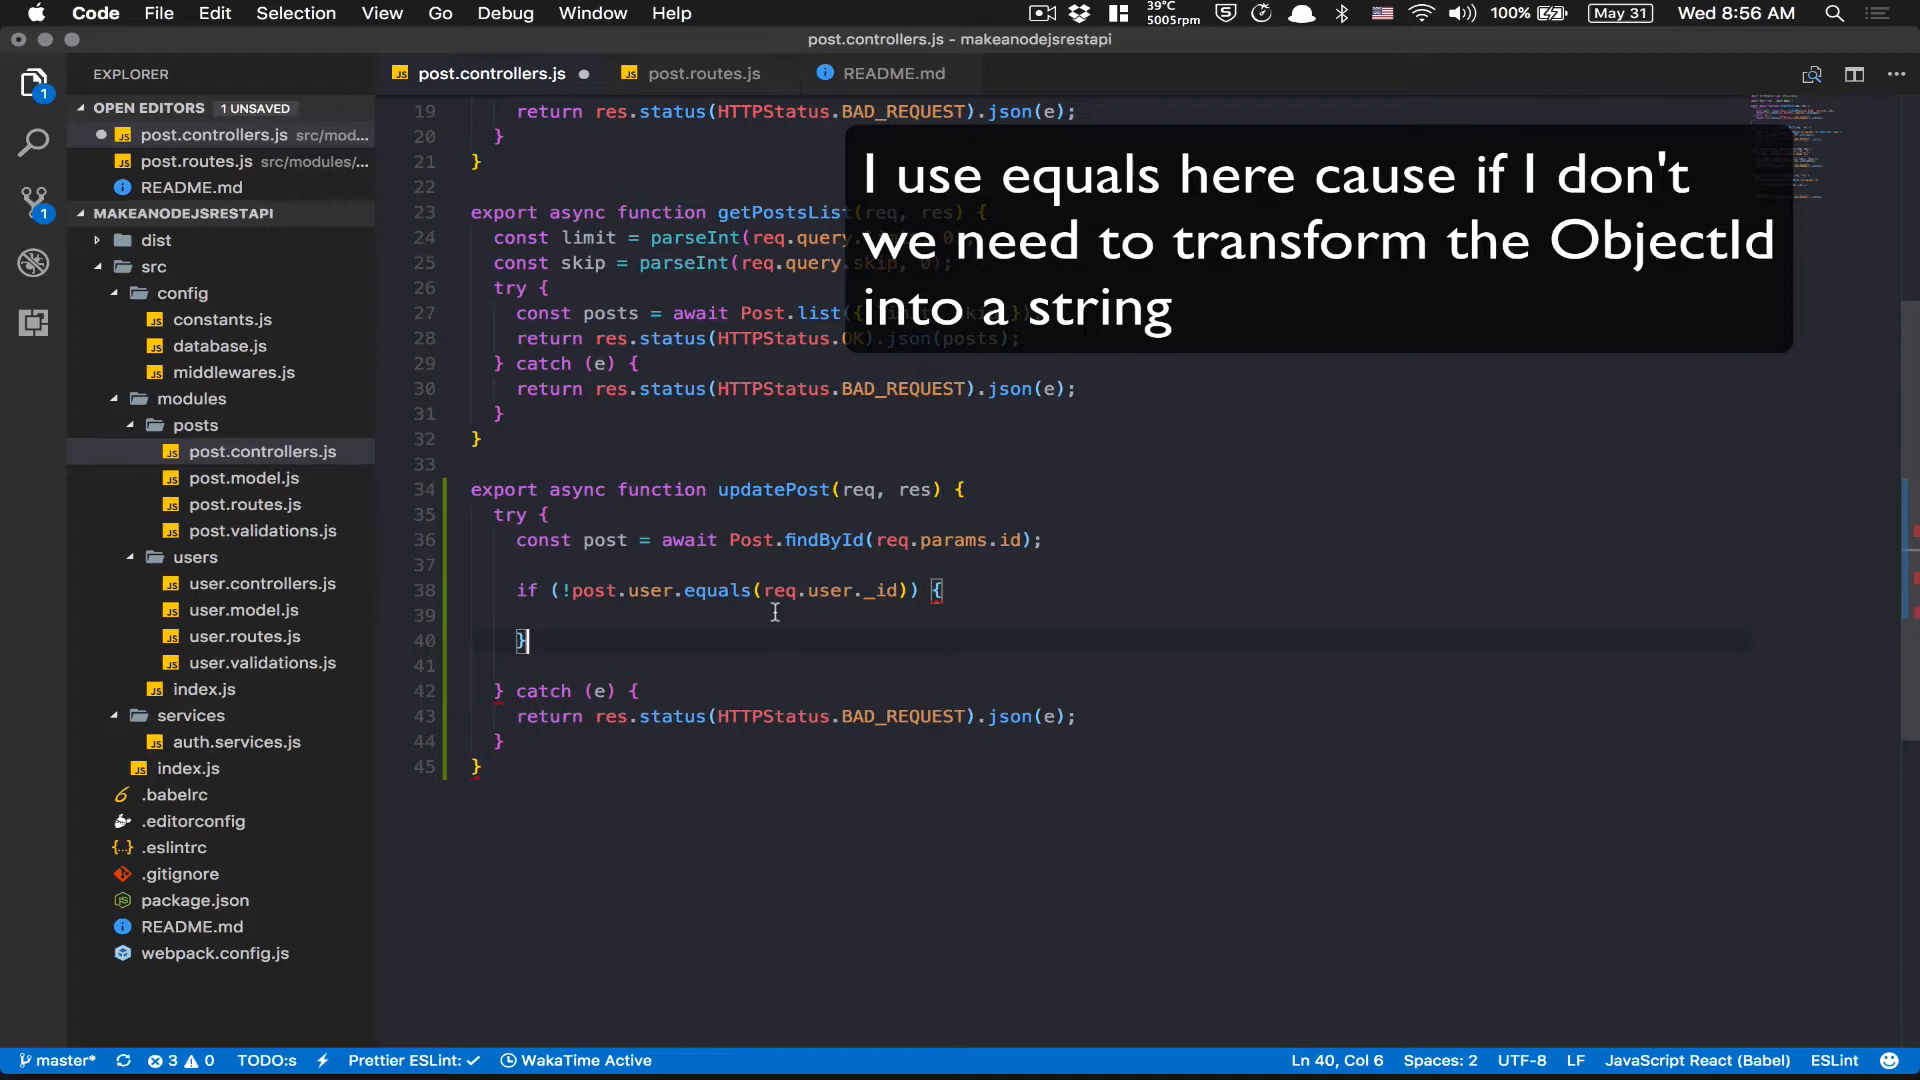 Code File Edit Selection View Go Debug Window Help
39°C
5005rpm
100%
May 31
Wed 8:56 AM
post.controllers.js - makeanodejsrestapi
EXPLORER
post.controllers.js
post.routes.js
README.md
OPEN EDITORS 1 UNSAVED
post.controllers.js src/mod...
post.routes.js src/modules/...
README.md
MAKEANODEJSRESTAPI
dist
src
config
constants.js
database.js
middlewares.js
modules
posts
post.controllers.js
post.model.js
post.routes.js
post.validations.js
users
user.controllers.js
user.model.js
user.routes.js
user.validations.js
index.js
services
auth.services.js
index.js
.babelrc
.editorconfig
.eslintrc
.gitignore
package.json
README.md
webpack.config.js
I use equals here cause if I don't
we need to transform the ObjectId
into a string
19 return res.status(HTTPStatus.BAD_REQUEST).json(e);
20 }
21 }
22
23 export async function getPostsList(req, res) {
24 const limit = parseInt(req.query. 0);
25 const skip = parseInt(req.query.skip, 0);
26 try {
27 const posts = await Post.list({ })
28 return res.status(HTTPStatus.OK).json(posts);
29 } catch (e) {
30 return res.status(HTTPStatus.BAD_REQUEST).json(e);
31 }
32 }
33
34 export async function updatePost(req, res) {
35 try {
36 const post = await Post.findById(req.params.id);
37
38 if (!post.user.equals(req.user._id)) {
39
40 }
41
42 } catch (e) {
43 return res.status(HTTPStatus.BAD_REQUEST).json(e);
44 }
45 }
master* 3 0 TODO:s Prettier ESLint: WakaTime Active
Ln 40, Col 6 Spaces: 2 UTF-8 LF JavaScript React (Babel) ESLint